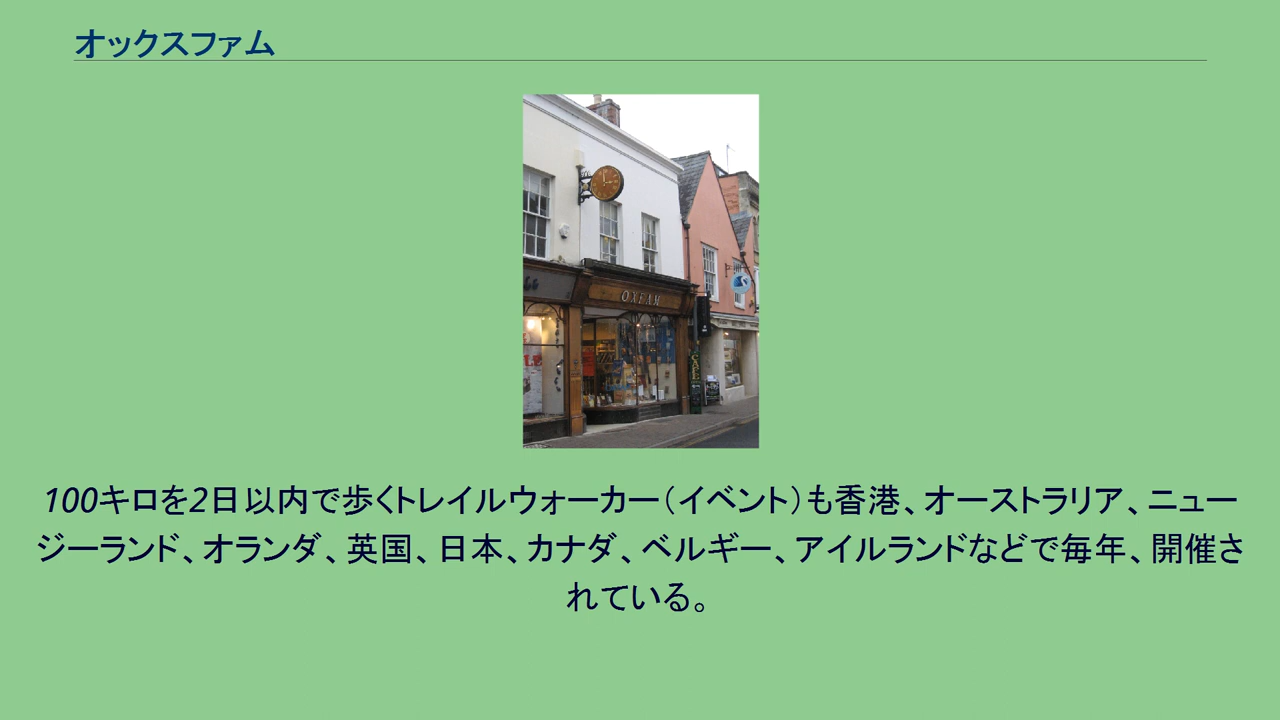 オックスファム
OXFAM
100キロを2日以内で歩くトレイルウォーカー（イベント）も香港、オーストラリア、ニュー
ジーランド、オランダ、英国、日本、カナダ、ベルギー、アイルランドなどで毎年、開催さ
れている。